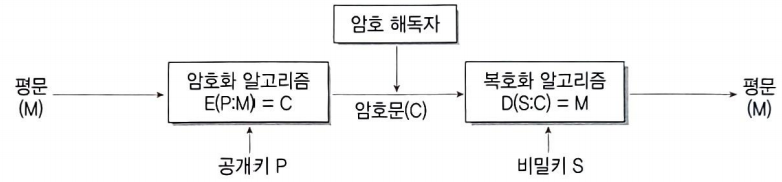 암호 해독자
평문
(M)
암호화 알고리즘
E(P:M) = C
암호문(C)
복호화 알고리즘
D(S:C) = M
평문
(M)
공개키 P
비밀키 S